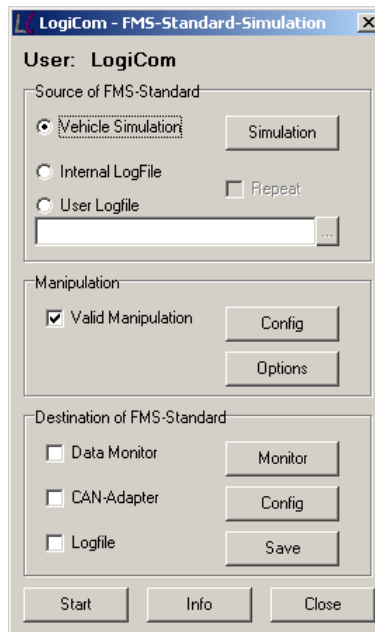 LogiCom - FMS-Standard-Simulation
User: LogiCom
Source of FMS-Standard
Vehicle Simulation
Simulation
Internal LogFile
Repeat
User Logfile
...
Manipulation
Valid Manipulation
Config
Options
Destination of FMS-Standard
Data Monitor
Monitor
CAN-Adapter
Config
Logfile
Save
Start Info Close